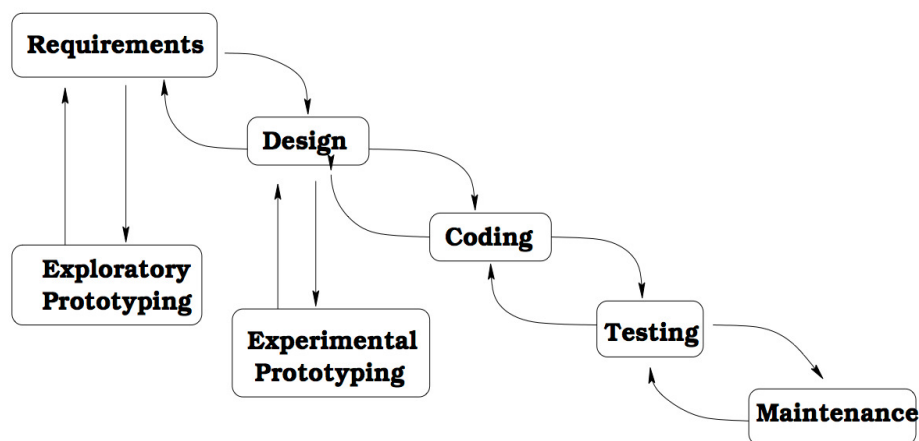 Requirements
Design
Coding
Exploratory
Prototyping
Testing
Experimental
Prototyping
Maintenance